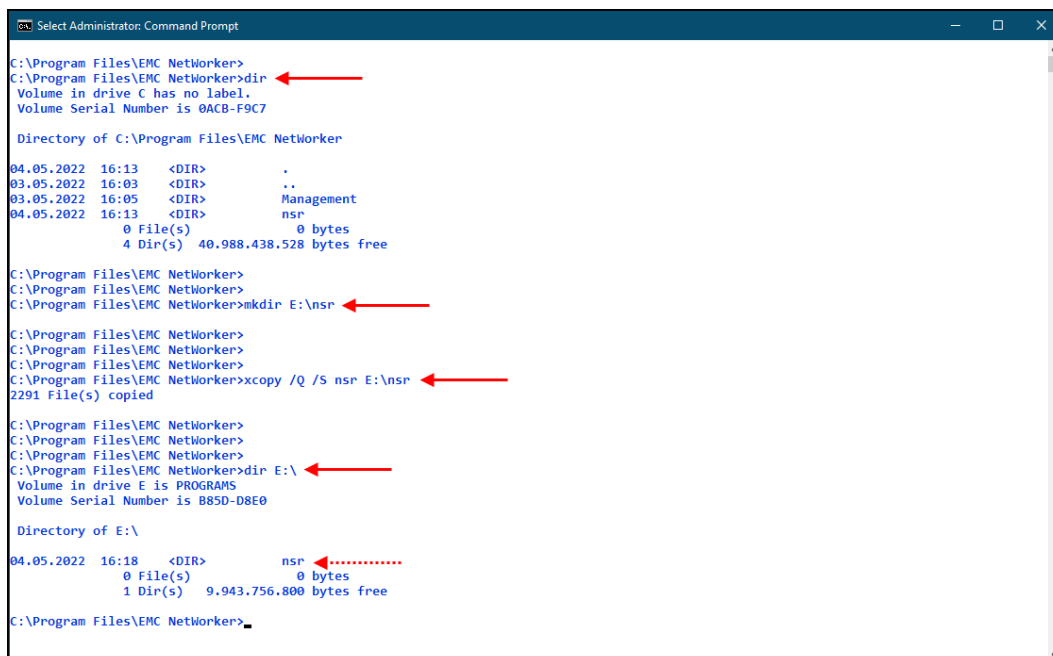 Select Administrator: Command Prompt
C:\Program Files\EMC NetWorker>
C:\Program Files\EMC NetWorker>dir
Volume in drive C has no label.
Volume Serial Number is 0ACB-F9C7
Directory of C:\Program Files\EMC NetWorker
04.05.2022 16:13 <DIR> .
03.05.2022 16:03 <DIR> ..
03.05.2022 16:05 <DIR> Management
04.05.2022 16:13 <DIR> nsr
0 File(s) 0 bytes
4 Dir(s) 40.988.438.528 bytes free
C:\Program Files\EMC NetWorker>
C:\Program Files\EMC NetWorker>
C:\Program Files\EMC NetWorker>mkdir E:\nsr
C:\Program Files\EMC NetWorker>
C:\Program Files\EMC NetWorker>
C:\Program Files\EMC NetWorker>
C:\Program Files\EMC NetWorker>xcopy /Q /S nsr E:\nsr
2291 File(s) copied
C:\Program Files\EMC NetWorker>
C:\Program Files\EMC NetWorker>
C:\Program Files\EMC NetWorker>
C:\Program Files\EMC NetWorker>dir E:\
Volume in drive E is PROGRAMS
Volume Serial Number is B85D-D8E0
Directory of E:\
04.05.2022 16:18 <DIR> nsr
0 File(s) 0 bytes
1 Dir(s) 9.943.756.800 bytes free
C:\Program Files\EMC NetWorker>